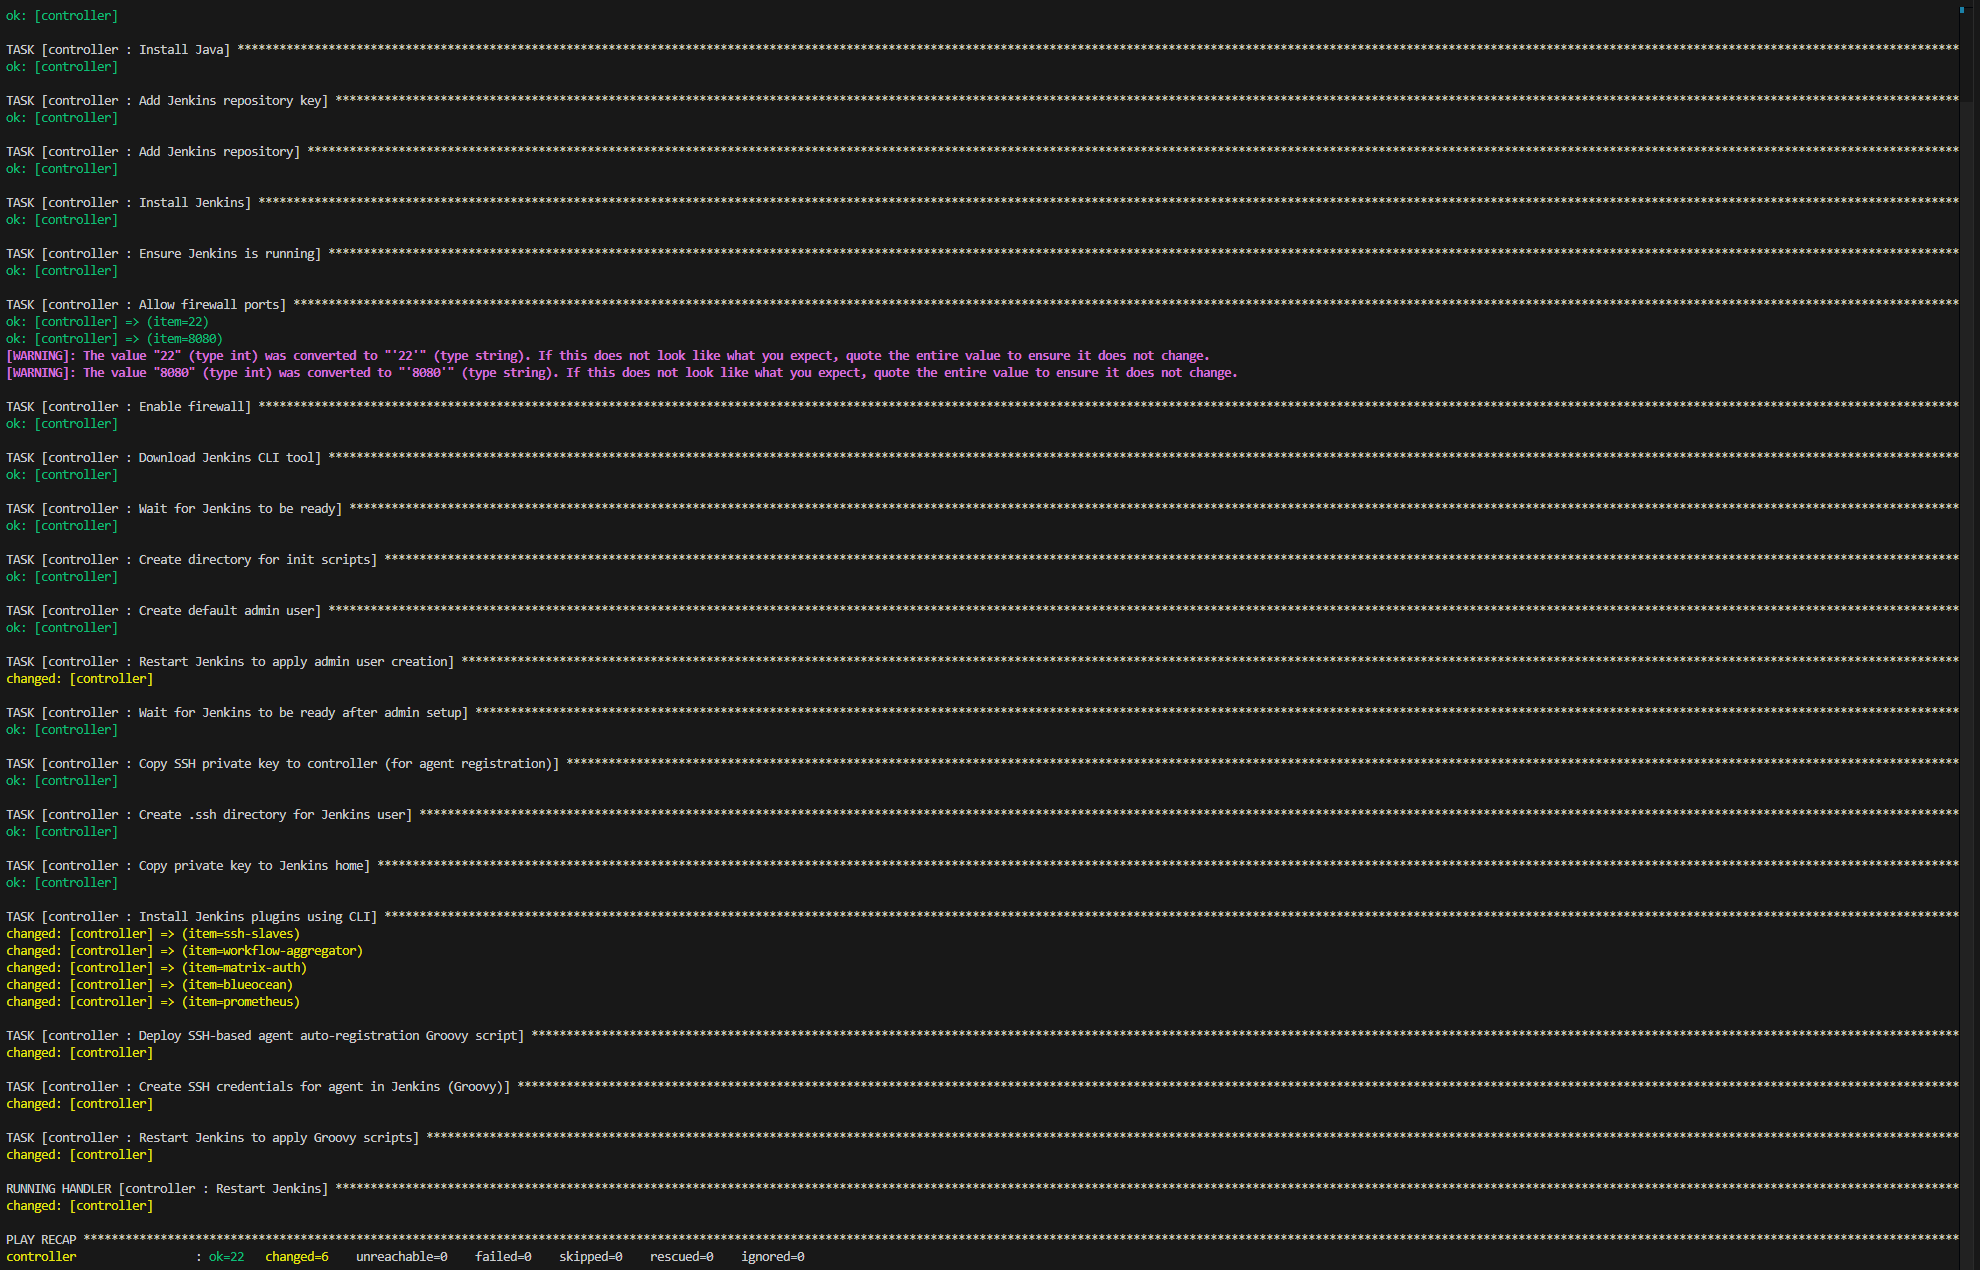 ok: [controller]
TASK [controller : Install Java] ****************************************************************************************************
ok: [controller]
TASK [controller : Add Jenkins repository key] ****************************************************************************************************
ok: [controller]
TASK [controller : Add Jenkins repository] ****************************************************************************************************
ok: [controller]
TASK [controller : Install Jenkins] ****************************************************************************************************
ok: [controller]
TASK [controller : Ensure Jenkins is running] ****************************************************************************************************
ok: [controller]
TASK [controller : Allow firewall ports] ****************************************************************************************************
ok: [controller] => (item=22)
ok: [controller] => (item=8080)
[WARNING]: The value "22" (type int) was converted to "'22'" (type string). If this does not look like what you expect, quote the entire value to ensure it does not change.
[WARNING]: The value "8080" (type int) was converted to "'8080'" (type string). If this does not look like what you expect, quote the entire value to ensure it does not change.
TASK [controller : Enable firewall] ****************************************************************************************************
ok: [controller]
TASK [controller : Download Jenkins CLI tool] ****************************************************************************************************
ok: [controller]
TASK [controller : Wait for Jenkins to be ready] ****************************************************************************************************
ok: [controller]
TASK [controller : Create directory for init scripts] ****************************************************************************************************
ok: [controller]
TASK [controller : Create default admin user] ****************************************************************************************************
ok: [controller]
TASK [controller : Restart Jenkins to apply admin user creation] ****************************************************************************************************
changed: [controller]
TASK [controller : Wait for Jenkins to be ready after admin setup] ****************************************************************************************************
ok: [controller]
TASK [controller : Copy SSH private key to controller (for agent registration)] ****************************************************************************************************
ok: [controller]
TASK [controller : Create .ssh directory for Jenkins user] ****************************************************************************************************
ok: [controller]
TASK [controller : Copy private key to Jenkins home] ****************************************************************************************************
ok: [controller]
TASK [controller : Install Jenkins plugins using CLI] ****************************************************************************************************
changed: [controller] => (item=ssh-slaves)
changed: [controller] => (item=workflow-aggregator)
changed: [controller] => (item=matrix-auth)
changed: [controller] => (item=blueocean)
changed: [controller] => (item=prometheus)
TASK [controller : Deploy SSH-based agent auto-registration Groovy script] ****************************************************************************************************
changed: [controller]
TASK [controller : Create SSH credentials for agent in Jenkins (Groovy)] ****************************************************************************************************
changed: [controller]
TASK [controller : Restart Jenkins to apply Groovy scripts] ****************************************************************************************************
changed: [controller]
RUNNING HANDLER [controller : Restart Jenkins] ****************************************************************************************************
changed: [controller]
PLAY RECAP ****************************************************************************************************
controller : ok=22 changed=6 unreachable=0 failed=0 skipped=0 rescued=0 ignored=0